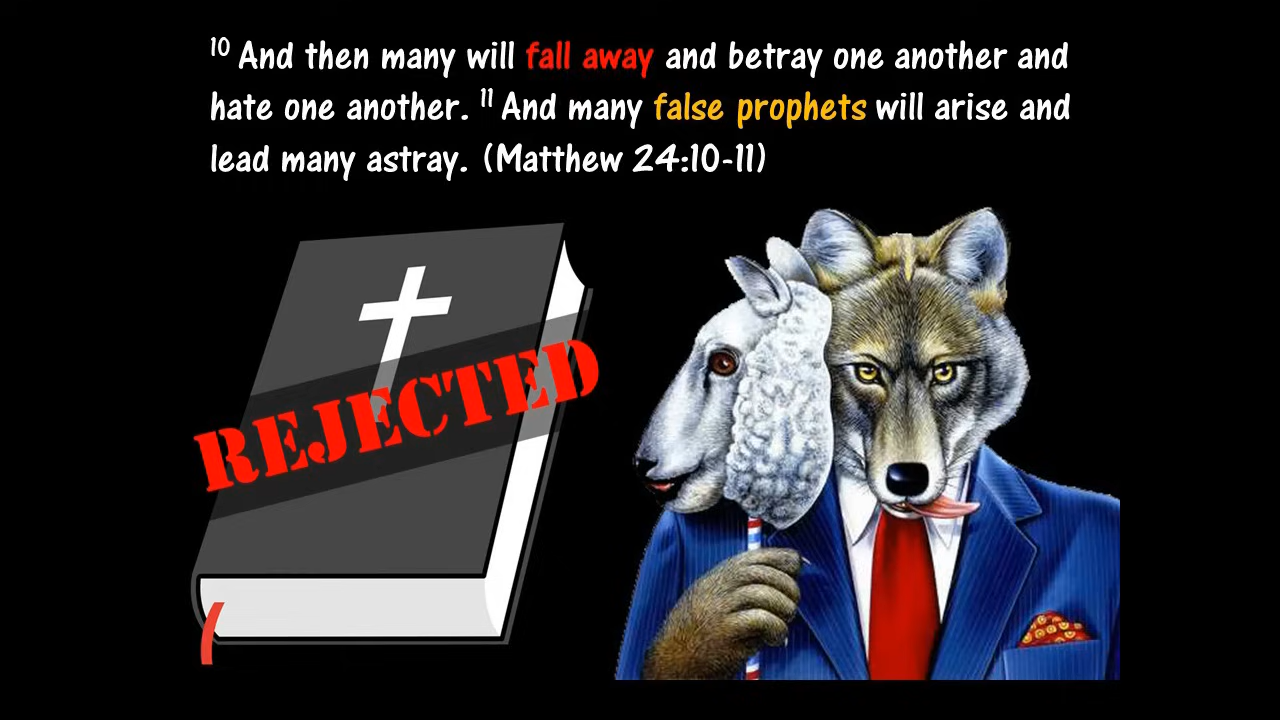 10 And then many will fall away and betray one another and
hate one another. 11 And many false prophets will arise and
lead many astray. (Matthew 24:10-11)
REJECTED